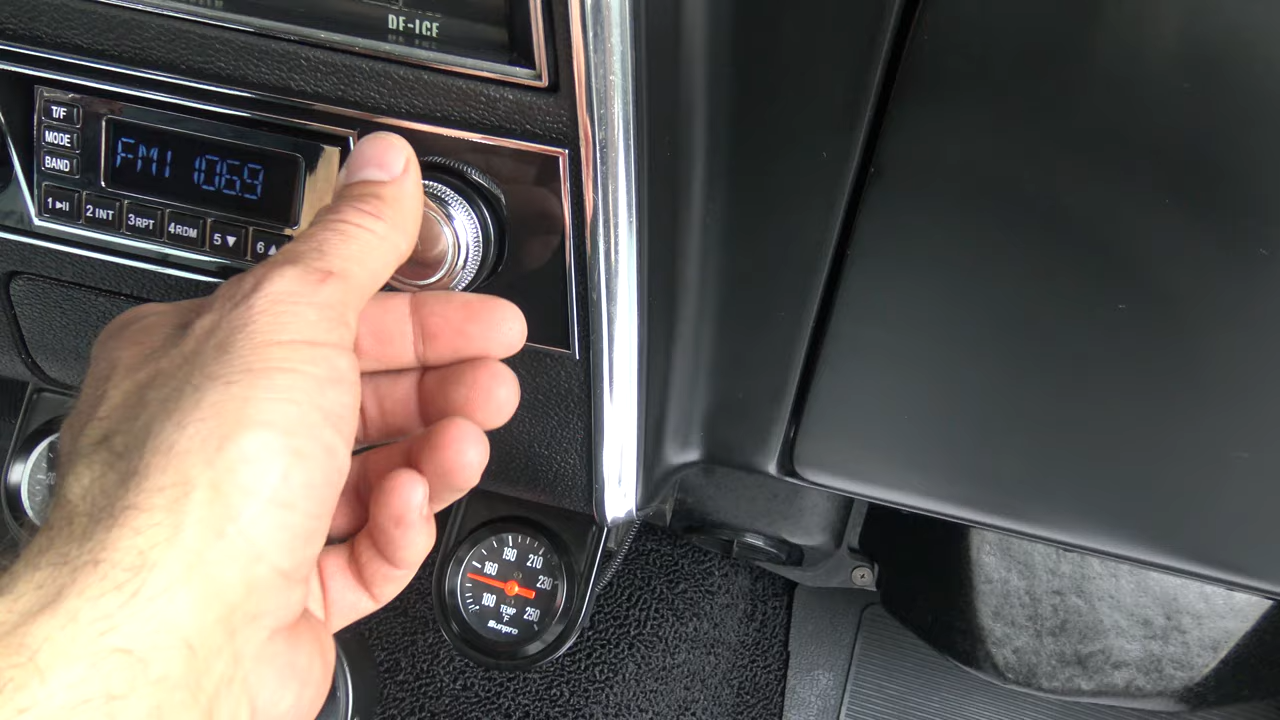 DE-ICE
T/F
MODE
BAND
FM1 106.9
1 ►II
2 INT
3 RPT
4 RDM
5 ▼
6 ▲
20
100
160
190
210
230
250
TEMP
°F
Sunpro